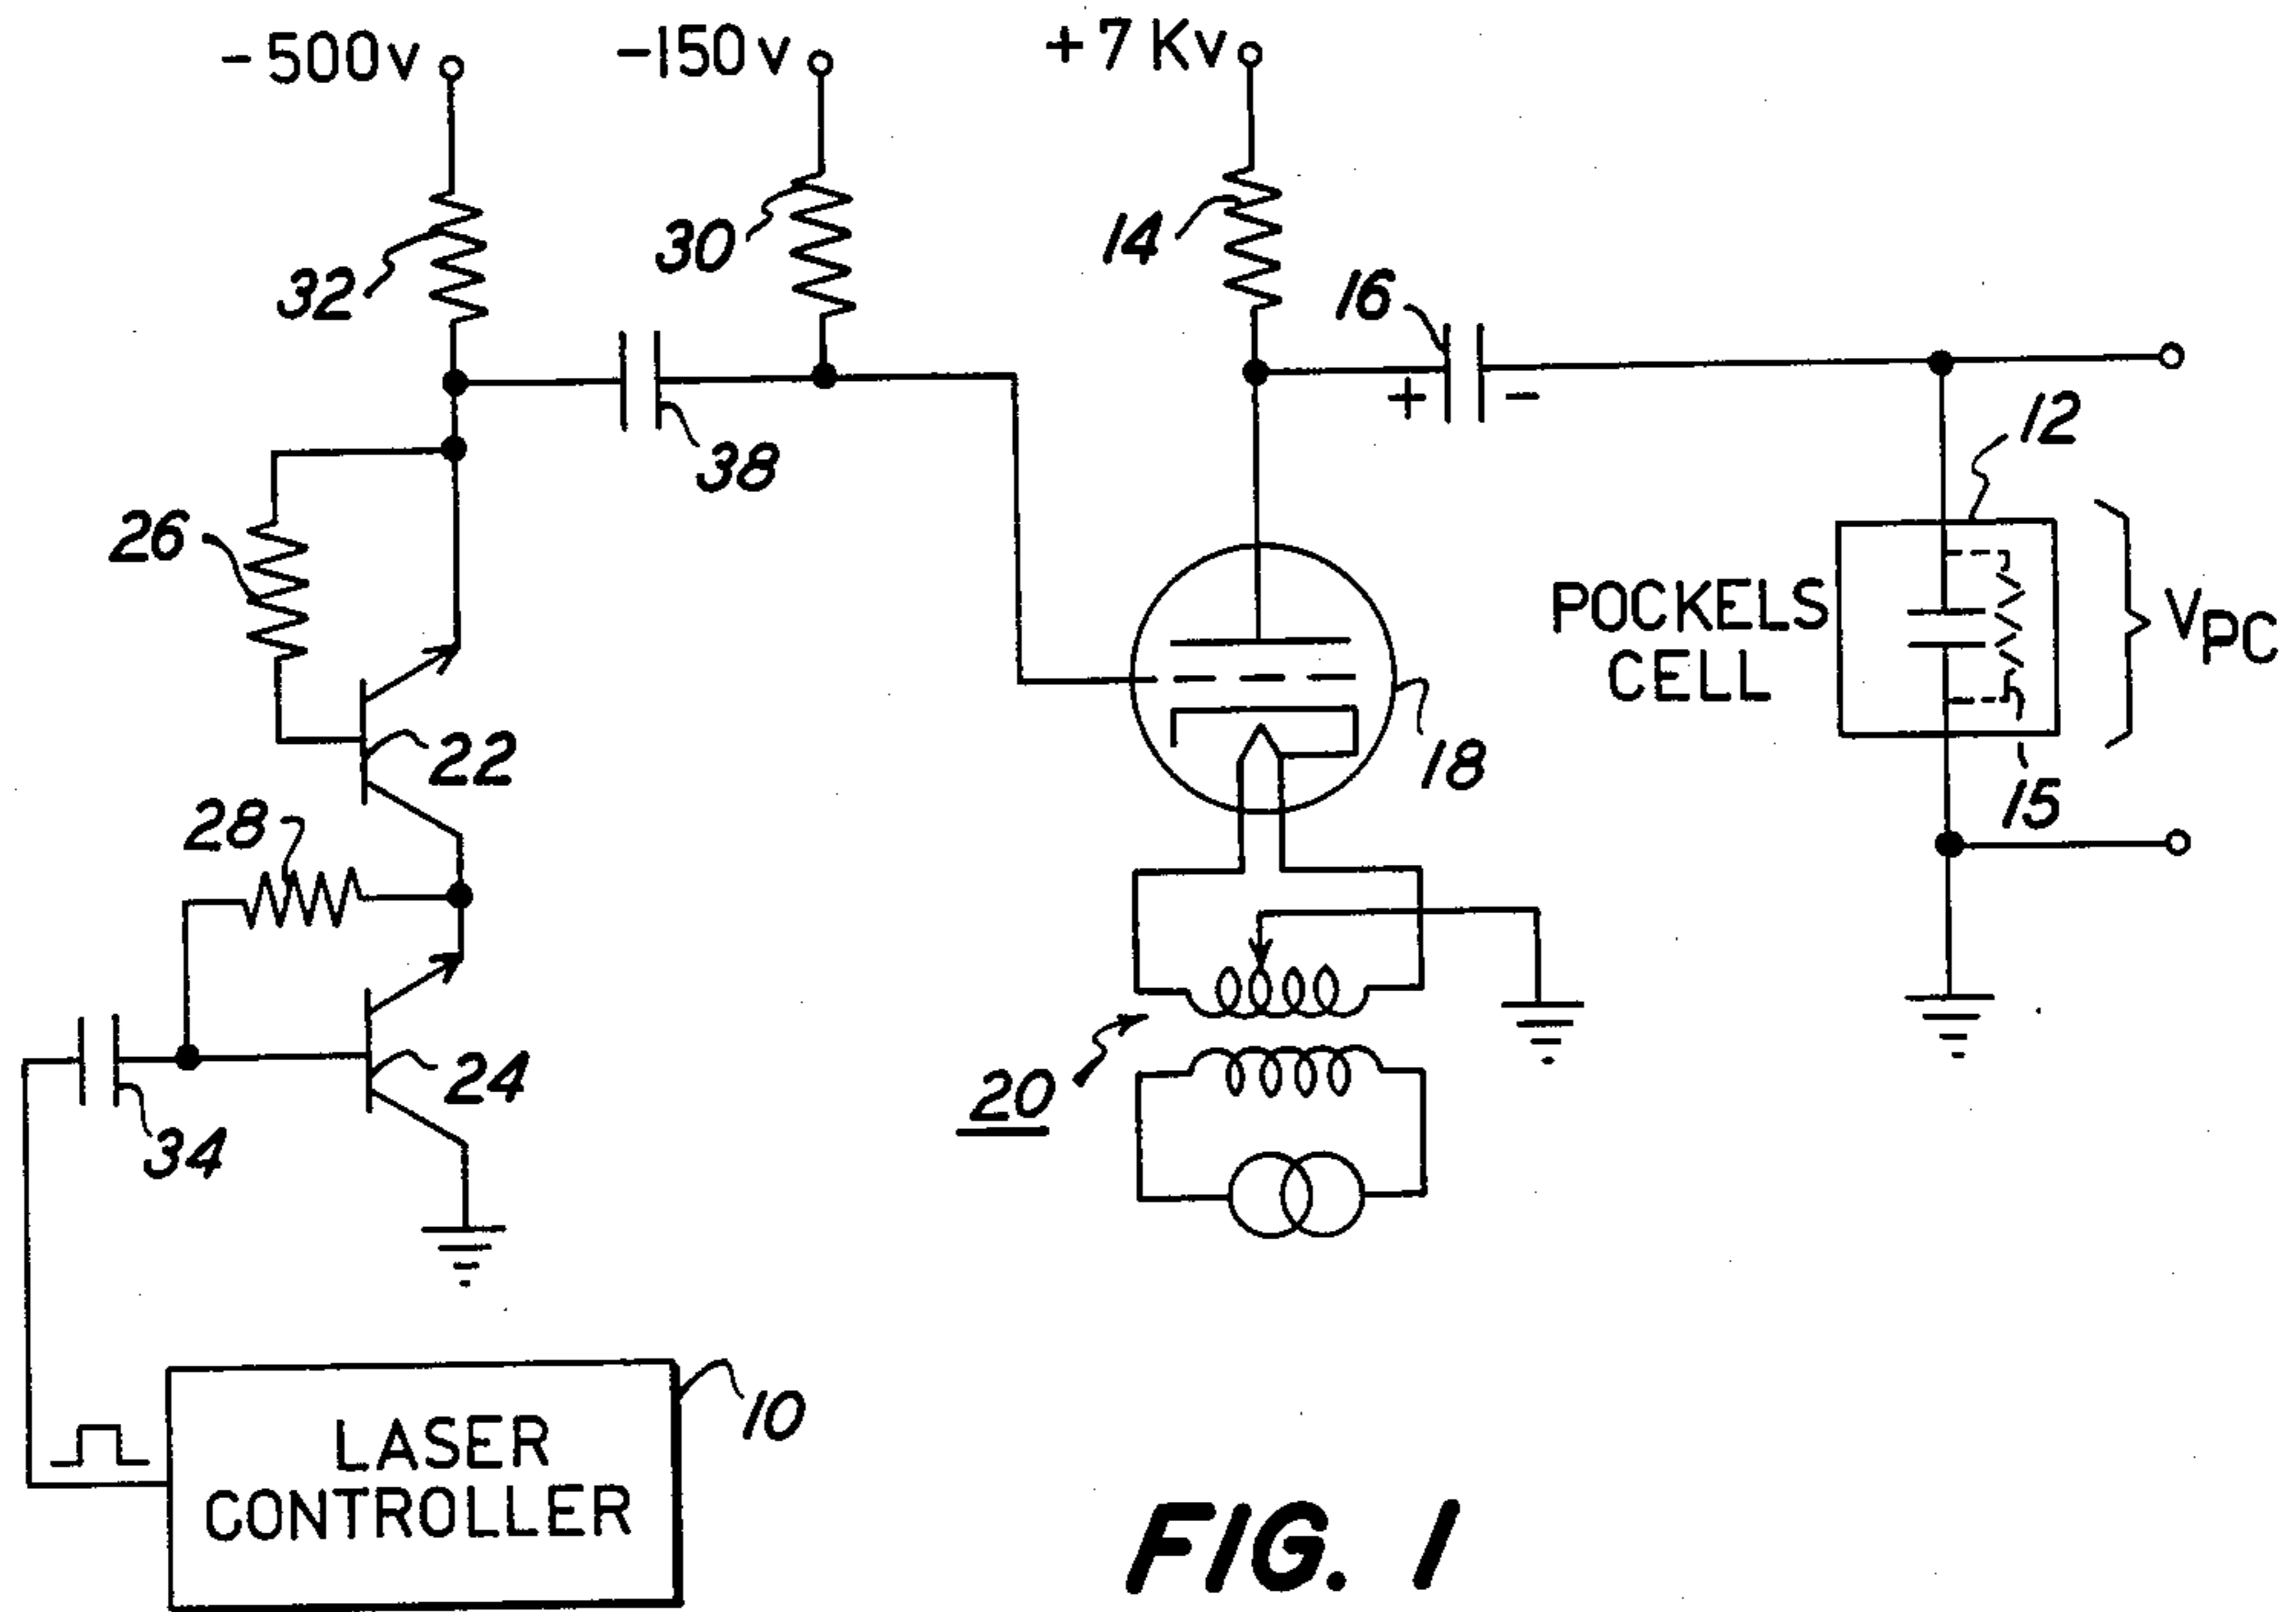 -500v
-150v
+7 Kv
32
30
14
16
+
-
12
38
26
POCKELS
CELL
VPC
22
18
28
15
24
20
34
LASER
CONTROLLER
10
FIG. 1